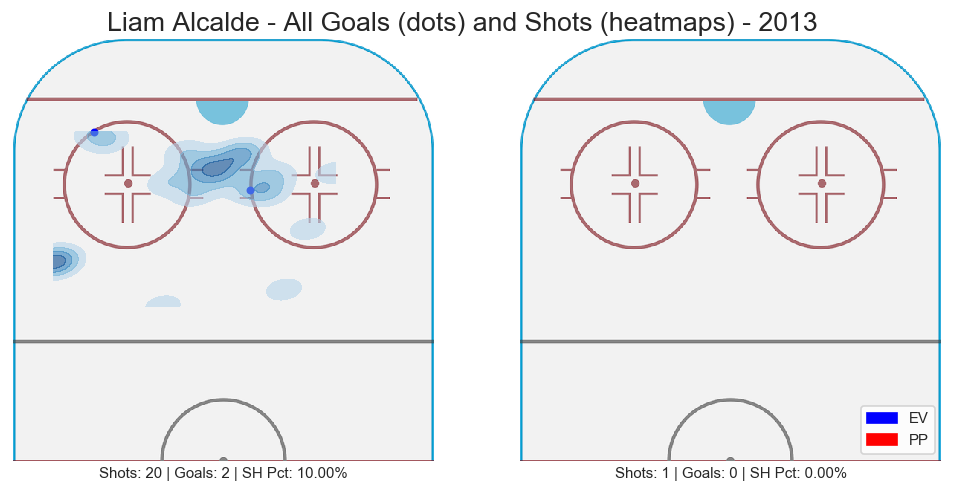 Liam Alcalde - All Goals (dots) and Shots (heatmaps) - 2013
EV
PP
Shots: 20 | Goals: 2 | SH Pct: 10.00%
Shots: 1 | Goals: 0 | SH Pct: 0.00%